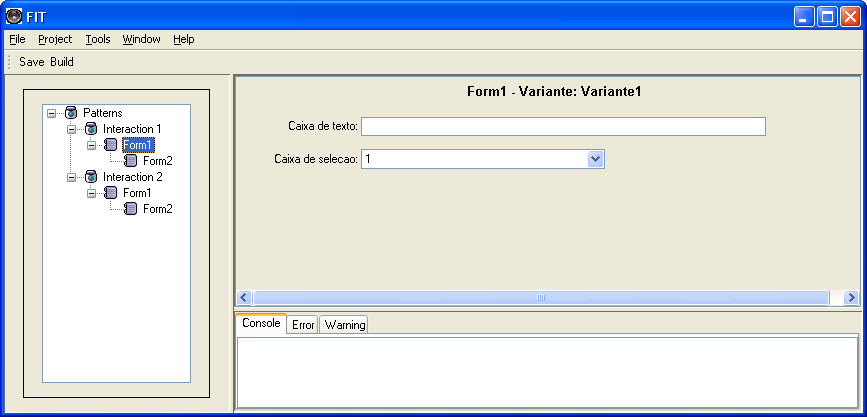 FIT
File Project Tools Window Help
Save Build
Patterns
Interaction 1
Form1
Form2
Interaction 2
Form1
Form2
Form1 - Variante: Variante1
Caixa de texto:
Caixa de selecao: 1
Console Error Warning